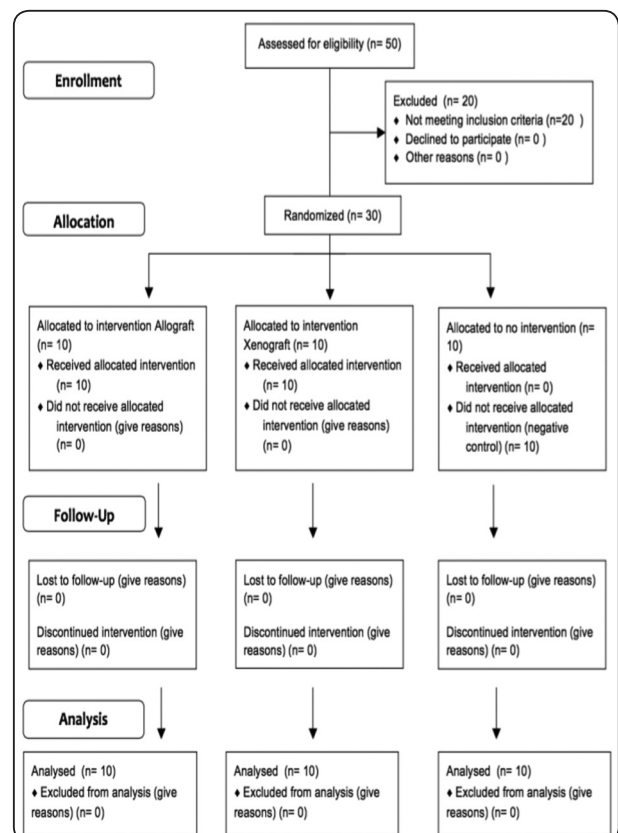 Assessed for eligibility (n= 50)
Enrollment
Excluded (n= 20)
♦ Not meeting inclusion criteria (n=20 )
♦ Declined to participate (n= 0 )
♦ Other reasons (n= 0 )
Randomized (n= 30)
Allocation
Allocated to intervention Allograft
(n= 10)
♦ Received allocated intervention
(n= 10)
♦ Did not receive allocated
intervention (give reasons)
(n= 0)
Allocated to intervention
Xenograft (n= 10)
♦ Received allocated intervention
(n= 10)
♦ Did not receive allocated
intervention (give reasons)
(n= 0)
Allocated to no intervention (n=
10)
♦ Received allocated
intervention (n= 0)
♦ Did not receive allocated
intervention (negative
control) (n= 10)
Follow-Up
Lost to follow-up (give reasons)
(n= 0)
Discontinued intervention (give
reasons) (n= 0)
Lost to follow-up (give reasons)
(n= 0)
Discontinued intervention (give
reasons) (n= 0)
Lost to follow-up (give reasons)
(n= 0)
Discontinued intervention (give
reasons) (n= 0)
Analysis
Analysed (n= 10)
♦ Excluded from analysis (give
reasons) (n= 0)
Analysed (n= 10)
♦ Excluded from analysis (give
reasons) (n= 0)
Analysed (n= 10)
♦ Excluded from analysis (give
reasons) (n= 0)